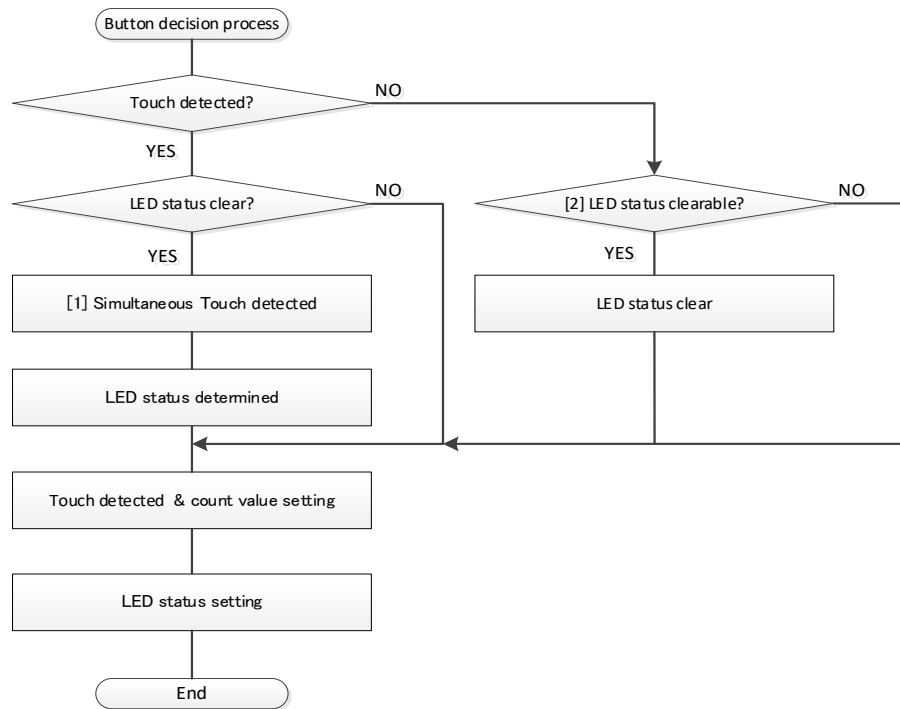 Button decision process
Touch detected?
NO
YES
LED status clear?
NO
[2] LED status clearable?
NO
YES
YES
[1] Simultaneous Touch detected
LED status clear
LED status determined
Touch detected & count value setting
LED status setting
End